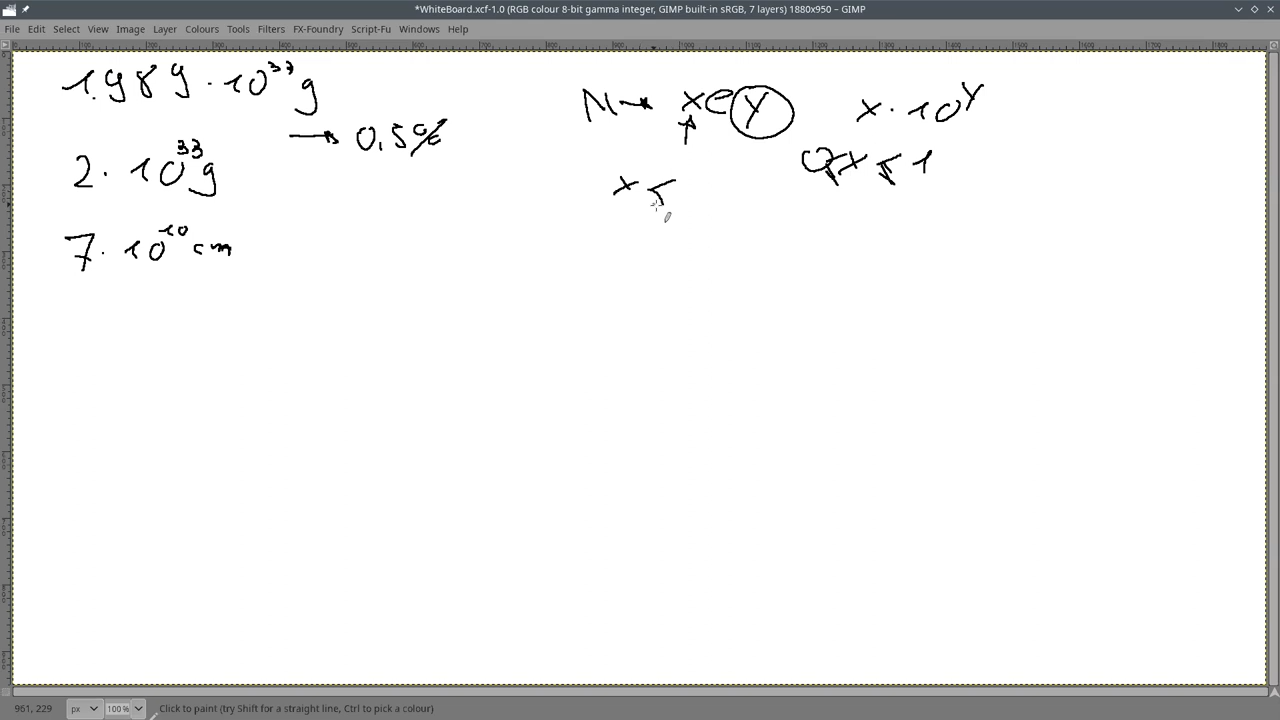 *WhiteBoard.xcf-1.0 (RGB colour 8-bit gamma integer, GIMP built-in sRGB, 7 layers) 1880x950 – GIMP
File Edit Select View Image Layer Colours Tools Filters FX-Foundry Script-Fu Windows Help
1.989 · 10³³ g
→ 0,5%
2 · 10³³ g
7 · 10¹⁰ cm
N → x E Y
x · 10^Y
0 ≤ x ≤ 1
x ≤
961, 229 px 100% Click to paint (try Shift for a straight line, Ctrl to pick a colour)